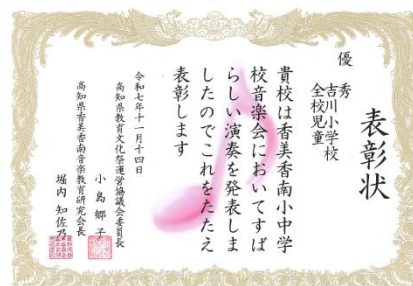 表彰状
優秀
吉川小学校
全校児童
貴校は香美香南小中学
校音楽会においてすば
らしい演奏を発表しま
したのでこれをたたえ
表彰します
令和七年十一月十四日
高知県教育文化祭運営協議会委員長
小島郷子
高知県香美香南音楽教育研究会長
堀内知佐乃